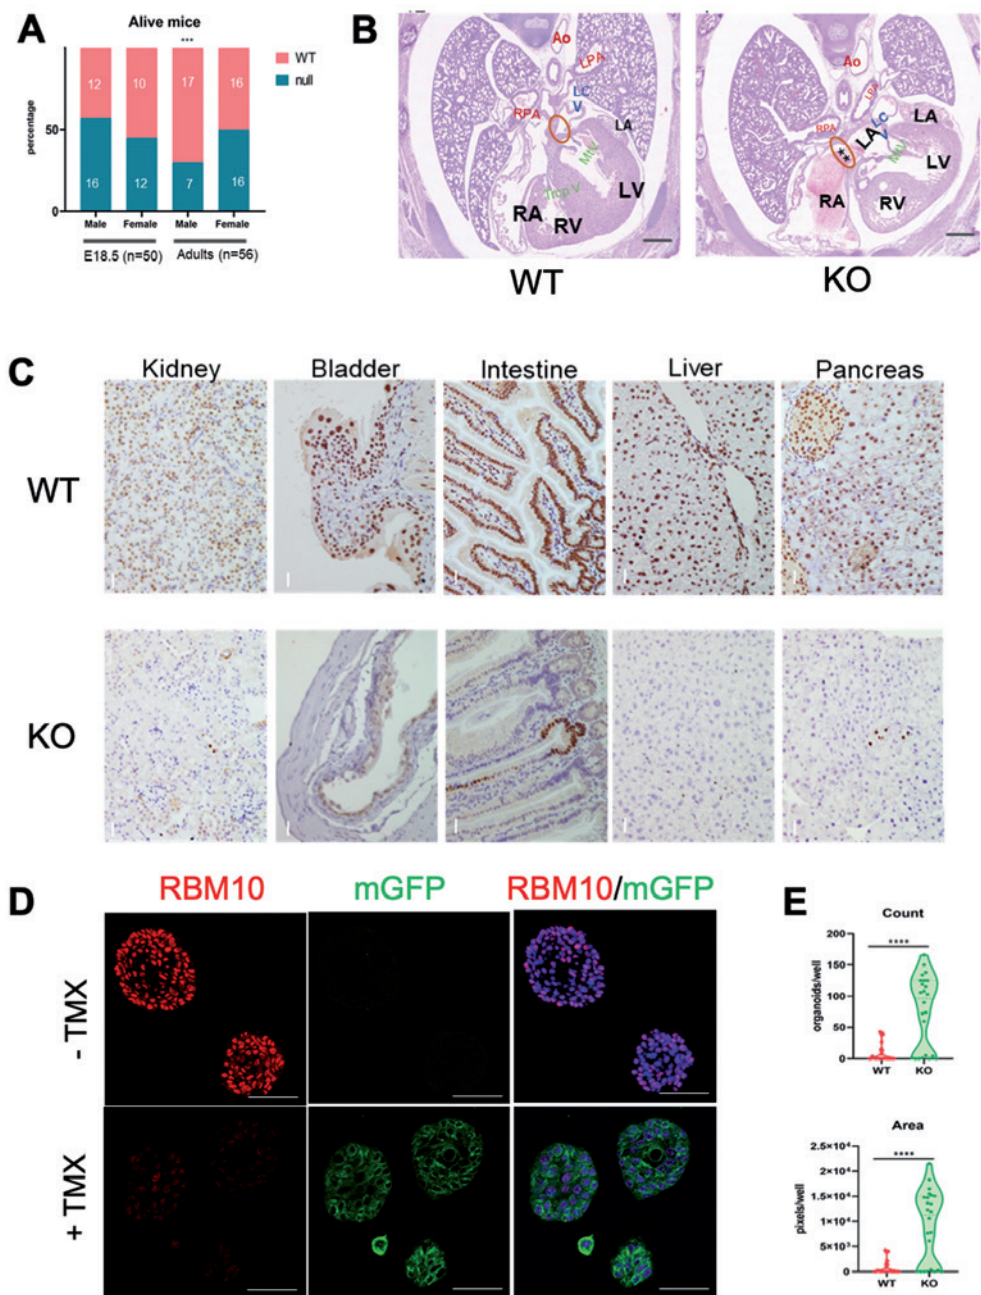 A
Alive mice
***
WT
null
percentage
50
0
12
10
17
16
16
12
7
16
Male
Female
Male
Female
E18.5 (n=50)
Adults (n=56)
B
Ao
LPA
LC
V
RPA
LA
MtV
LV
RA
RV
WT
Ao
LPA
RPA
LC
V
LA
LA
**
LV
RA
RV
KO
C
Kidney
Bladder
Intestine
Liver
Pancreas
WT
KO
D
RBM10
mGFP
RBM10/mGFP
- TMX
+ TMX
E
Count
****
organoids/well
200
150
100
50
0
WT
KO
Area
****
pixels/well
2.5×10⁴
2×10⁴
1.5×10⁴
1×10⁴
5×10³
0
WT
KO